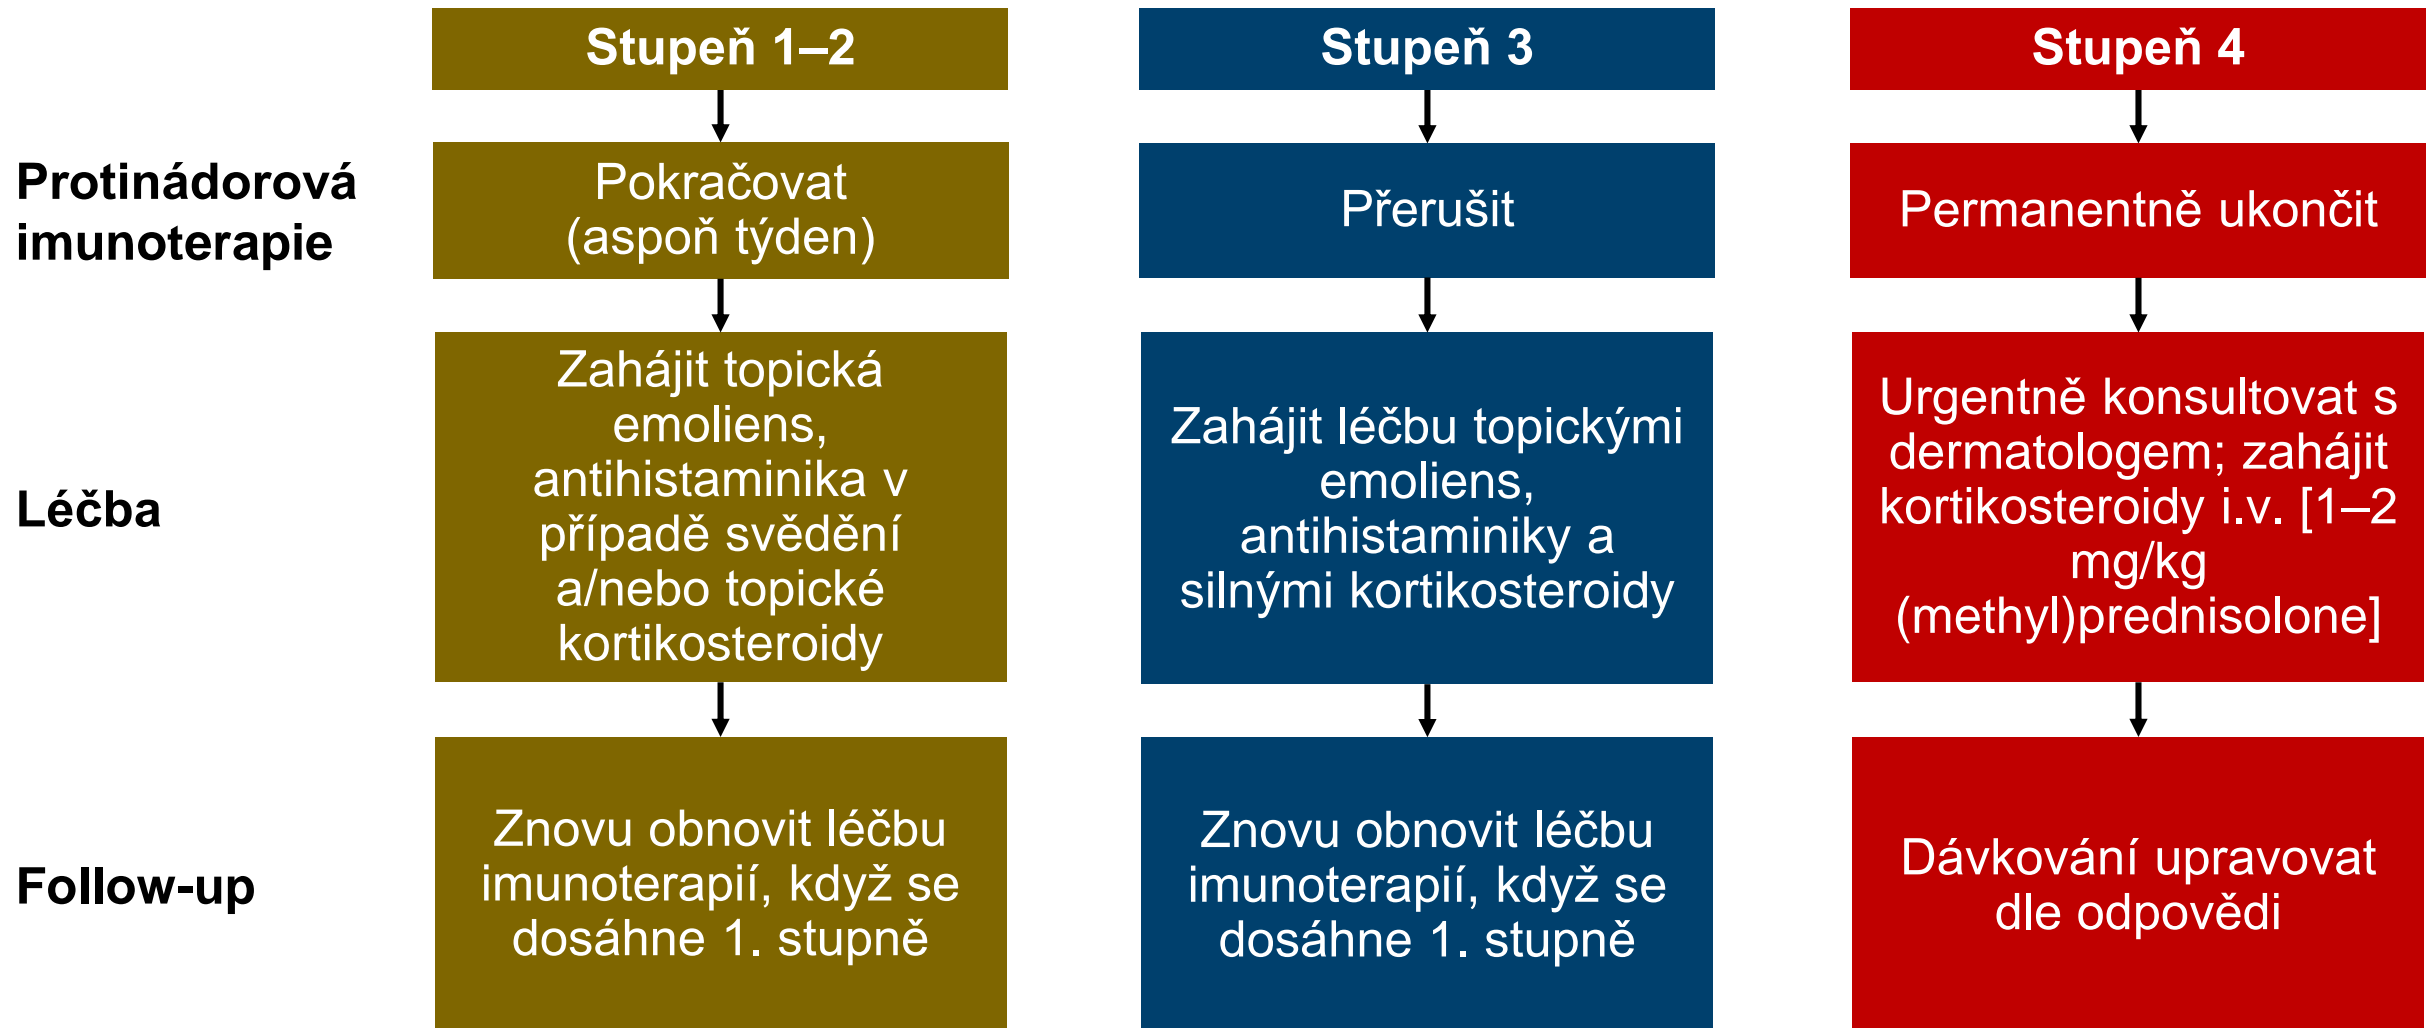 Stupeň 1–2
Stupeň 3
Stupeň 4
Protinádorová
imunoterapie
Pokračovat
(aspoň týden)
Přerušit
Permanentně ukončit
Léčba
Zahájit topická
emoliens,
antihistaminika v
případě svědění
a/nebo topické
kortikosteroidy
Zahájit léčbu topickými
emoliens,
antihistaminiky a
silnými kortikosteroidy
Urgentně konsultovat s
dermatologem; zahájit
kortikosteroidy i.v. [1–2
mg/kg
(methyl)prednisolone]
Follow-up
Znovu obnovit léčbu
imunoterapií, když se
dosáhne 1. stupně
Znovu obnovit léčbu
imunoterapií, když se
dosáhne 1. stupně
Dávkování upravovat
dle odpovědi